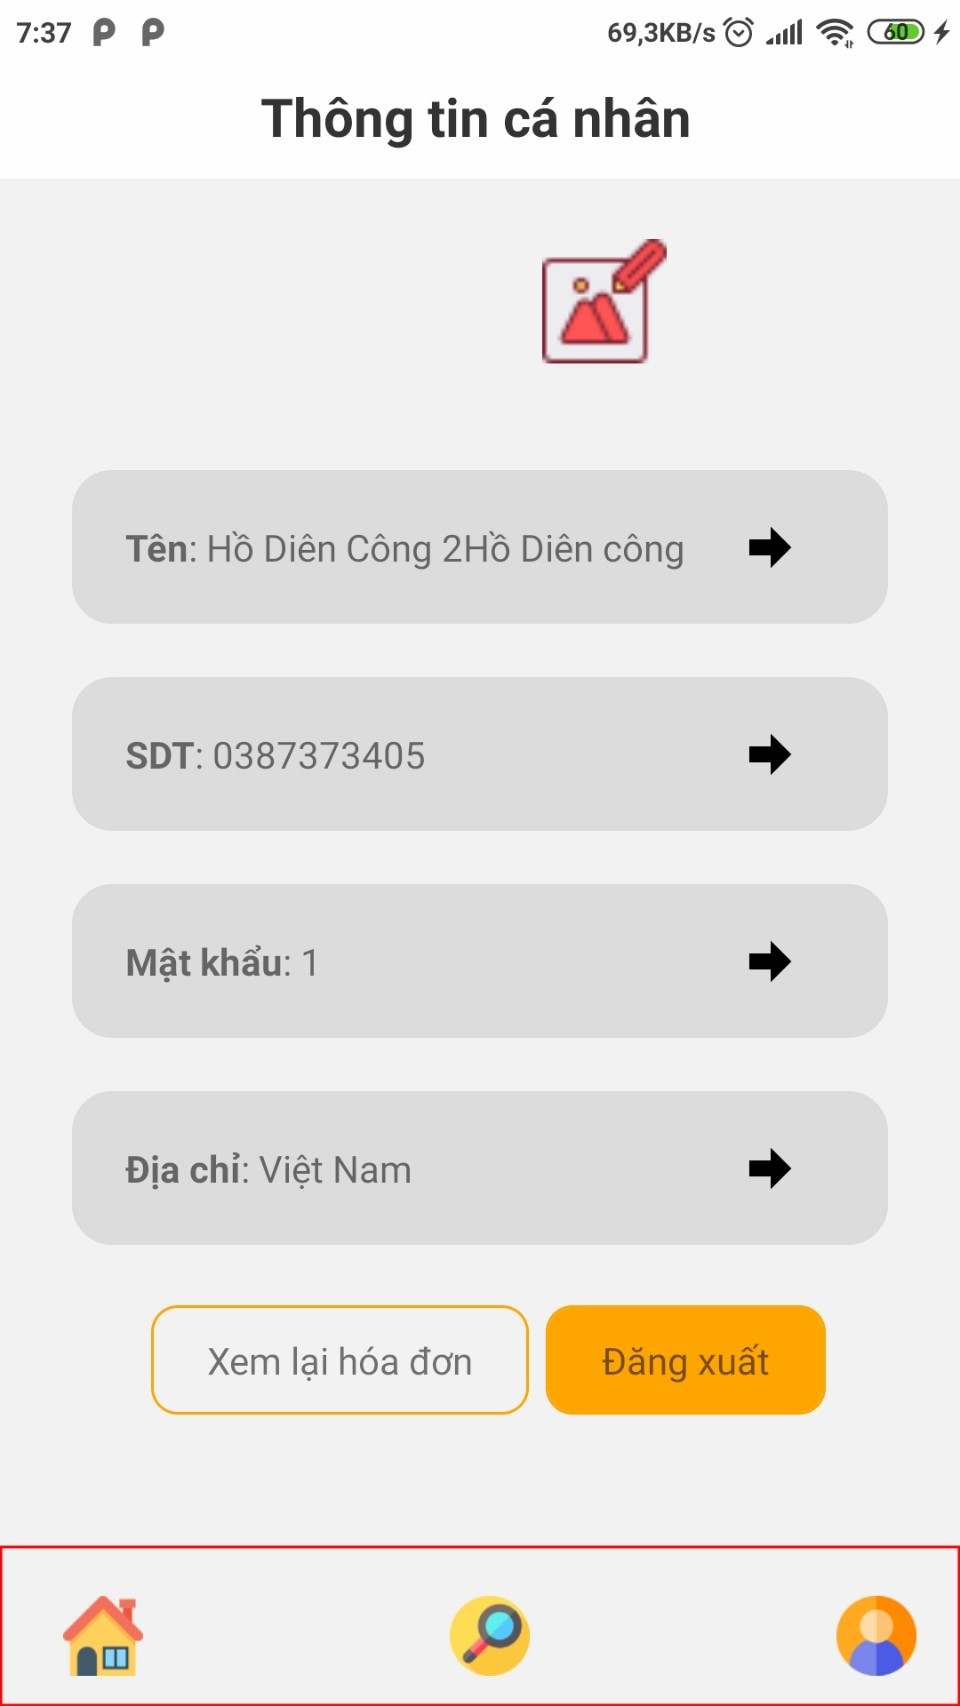 7:37 69,3KB/s 60
Thông tin cá nhân
Tên: Hồ Diên Công 2Hồ Diên công
SDT: 0387373405
Mật khẩu: 1
Địa chỉ: Việt Nam
Xem lại hóa đơn Đăng xuất